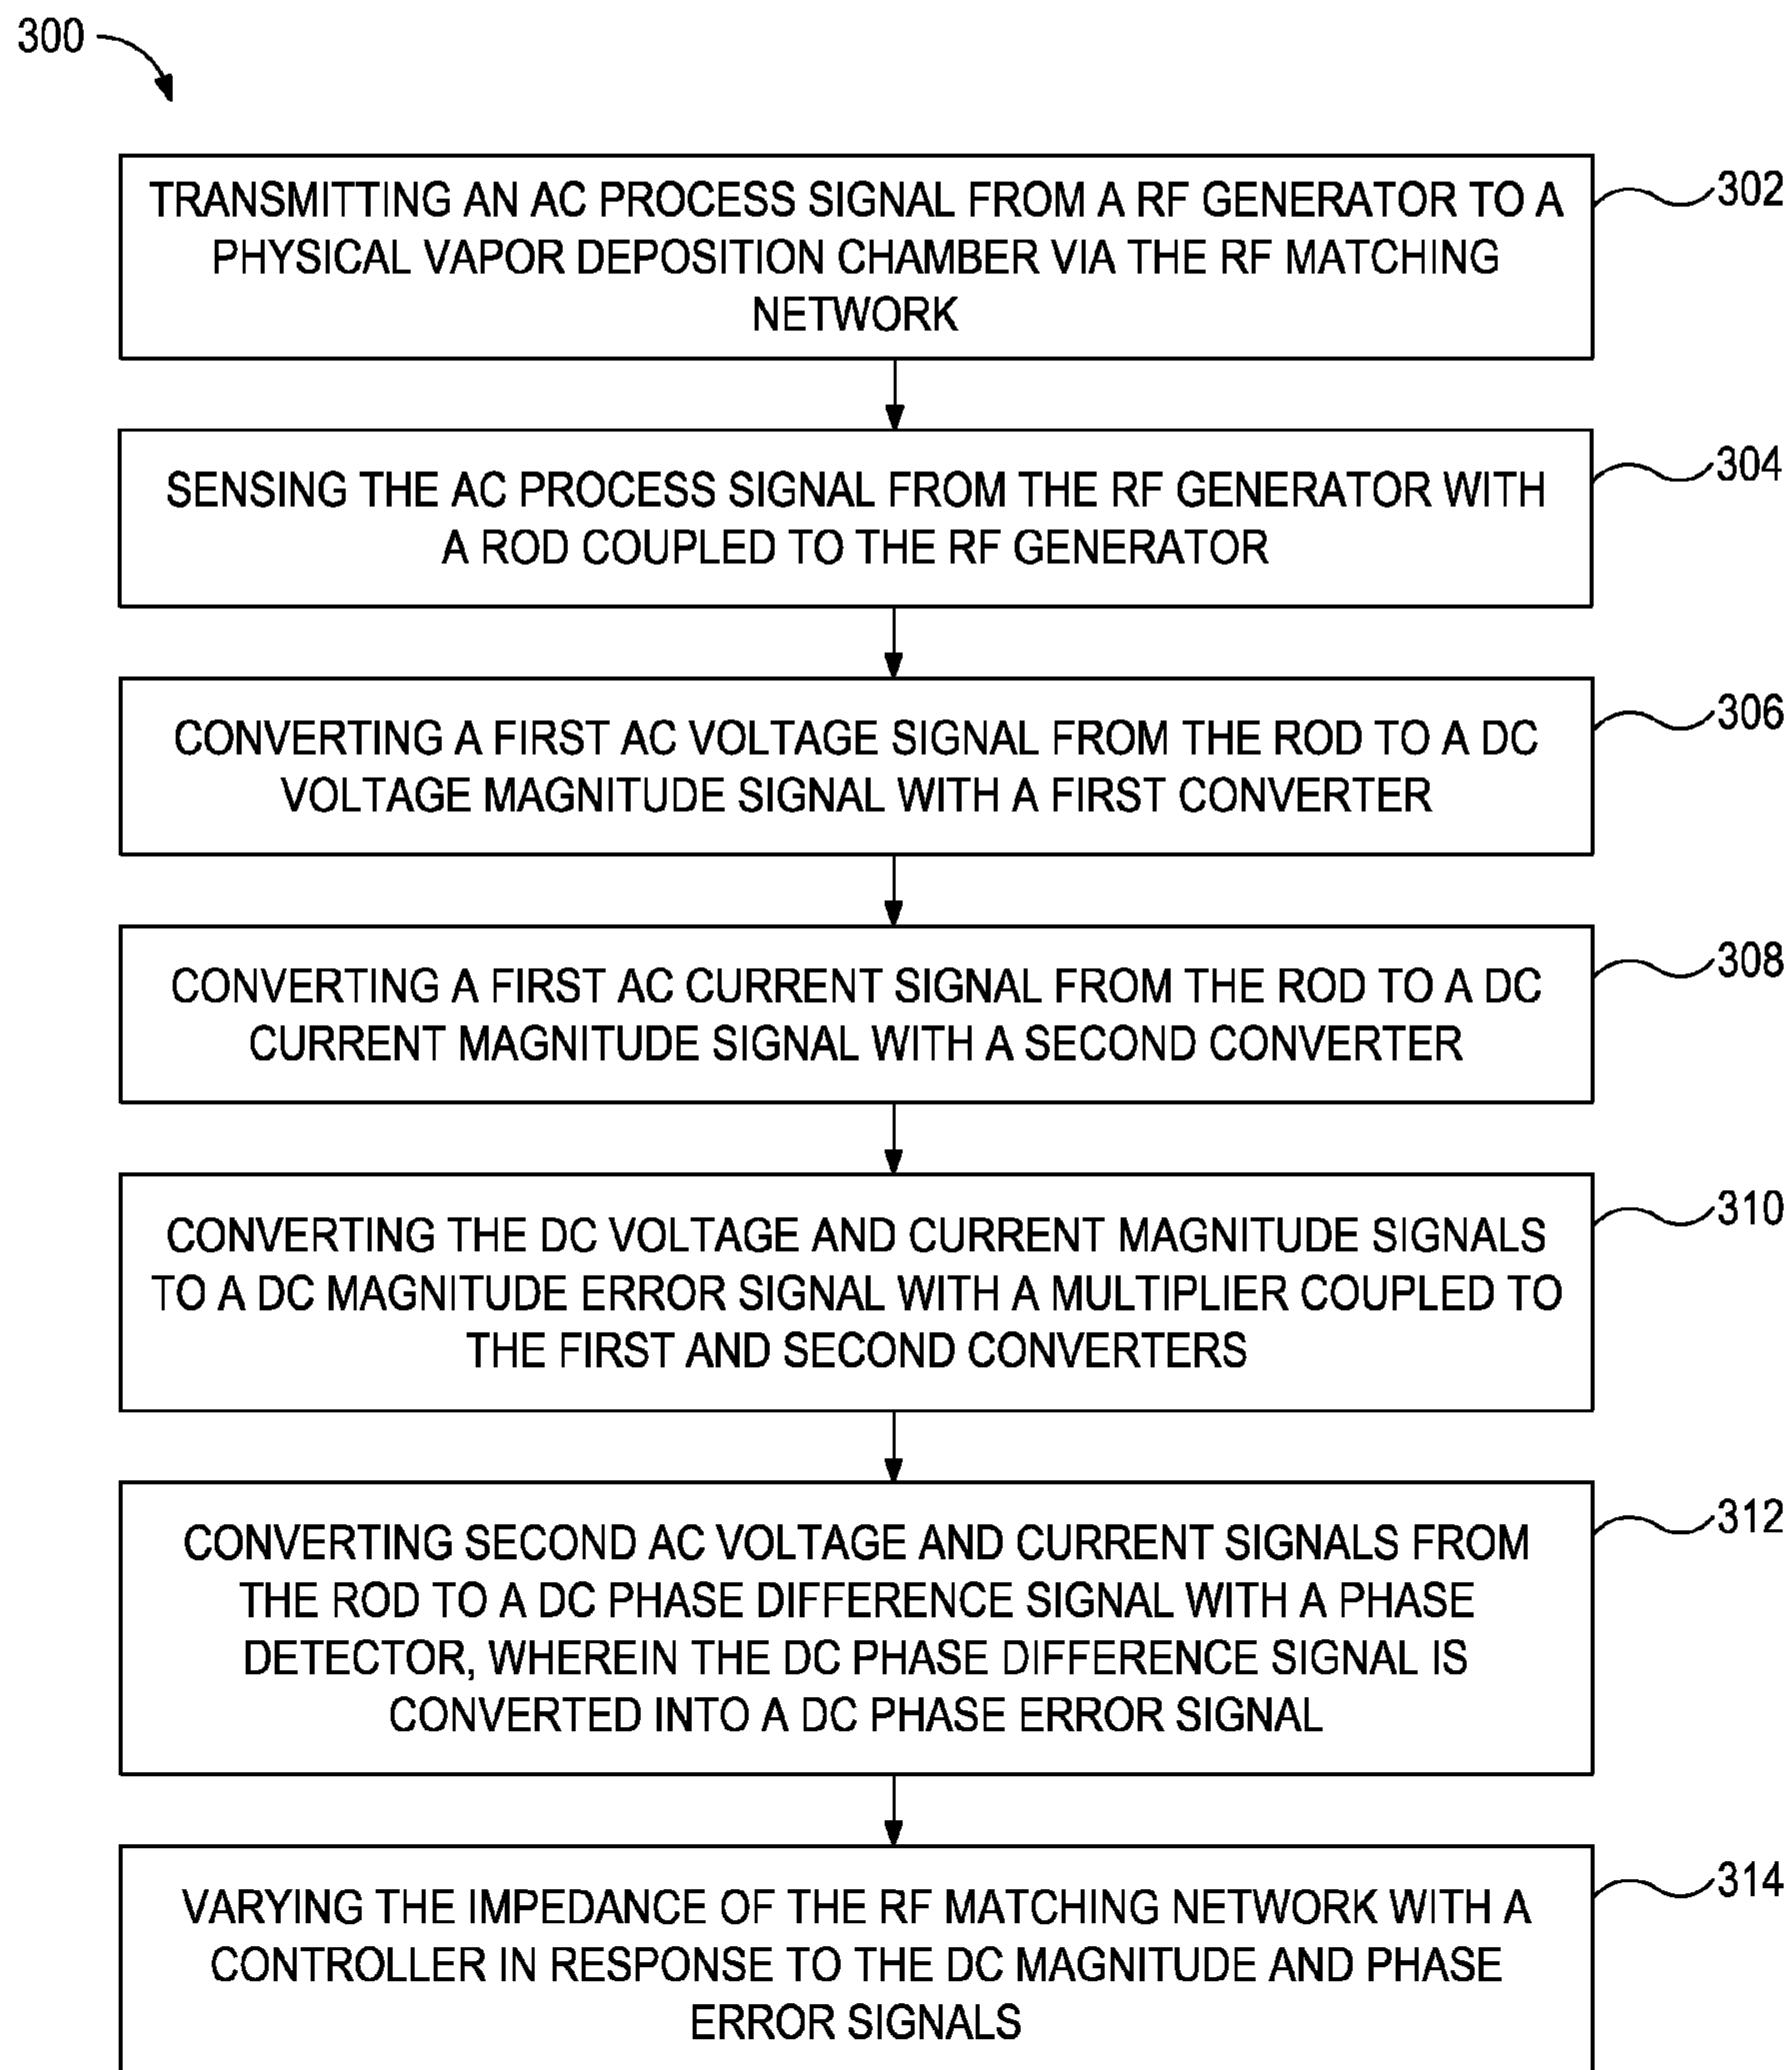 300
TRANSMITTING AN AC PROCESS SIGNAL FROM A RF GENERATOR TO A
PHYSICAL VAPOR DEPOSITION CHAMBER VIA THE RF MATCHING
NETWORK
302
SENSING THE AC PROCESS SIGNAL FROM THE RF GENERATOR WITH
A ROD COUPLED TO THE RF GENERATOR
304
CONVERTING A FIRST AC VOLTAGE SIGNAL FROM THE ROD TO A DC
VOLTAGE MAGNITUDE SIGNAL WITH A FIRST CONVERTER
306
CONVERTING A FIRST AC CURRENT SIGNAL FROM THE ROD TO A DC
CURRENT MAGNITUDE SIGNAL WITH A SECOND CONVERTER
308
CONVERTING THE DC VOLTAGE AND CURRENT MAGNITUDE SIGNALS
TO A DC MAGNITUDE ERROR SIGNAL WITH A MULTIPLIER COUPLED TO
THE FIRST AND SECOND CONVERTERS
310
CONVERTING SECOND AC VOLTAGE AND CURRENT SIGNALS FROM
THE ROD TO A DC PHASE DIFFERENCE SIGNAL WITH A PHASE
DETECTOR, WHEREIN THE DC PHASE DIFFERENCE SIGNAL IS
CONVERTED INTO A DC PHASE ERROR SIGNAL
312
VARYING THE IMPEDANCE OF THE RF MATCHING NETWORK WITH A
CONTROLLER IN RESPONSE TO THE DC MAGNITUDE AND PHASE
ERROR SIGNALS
314